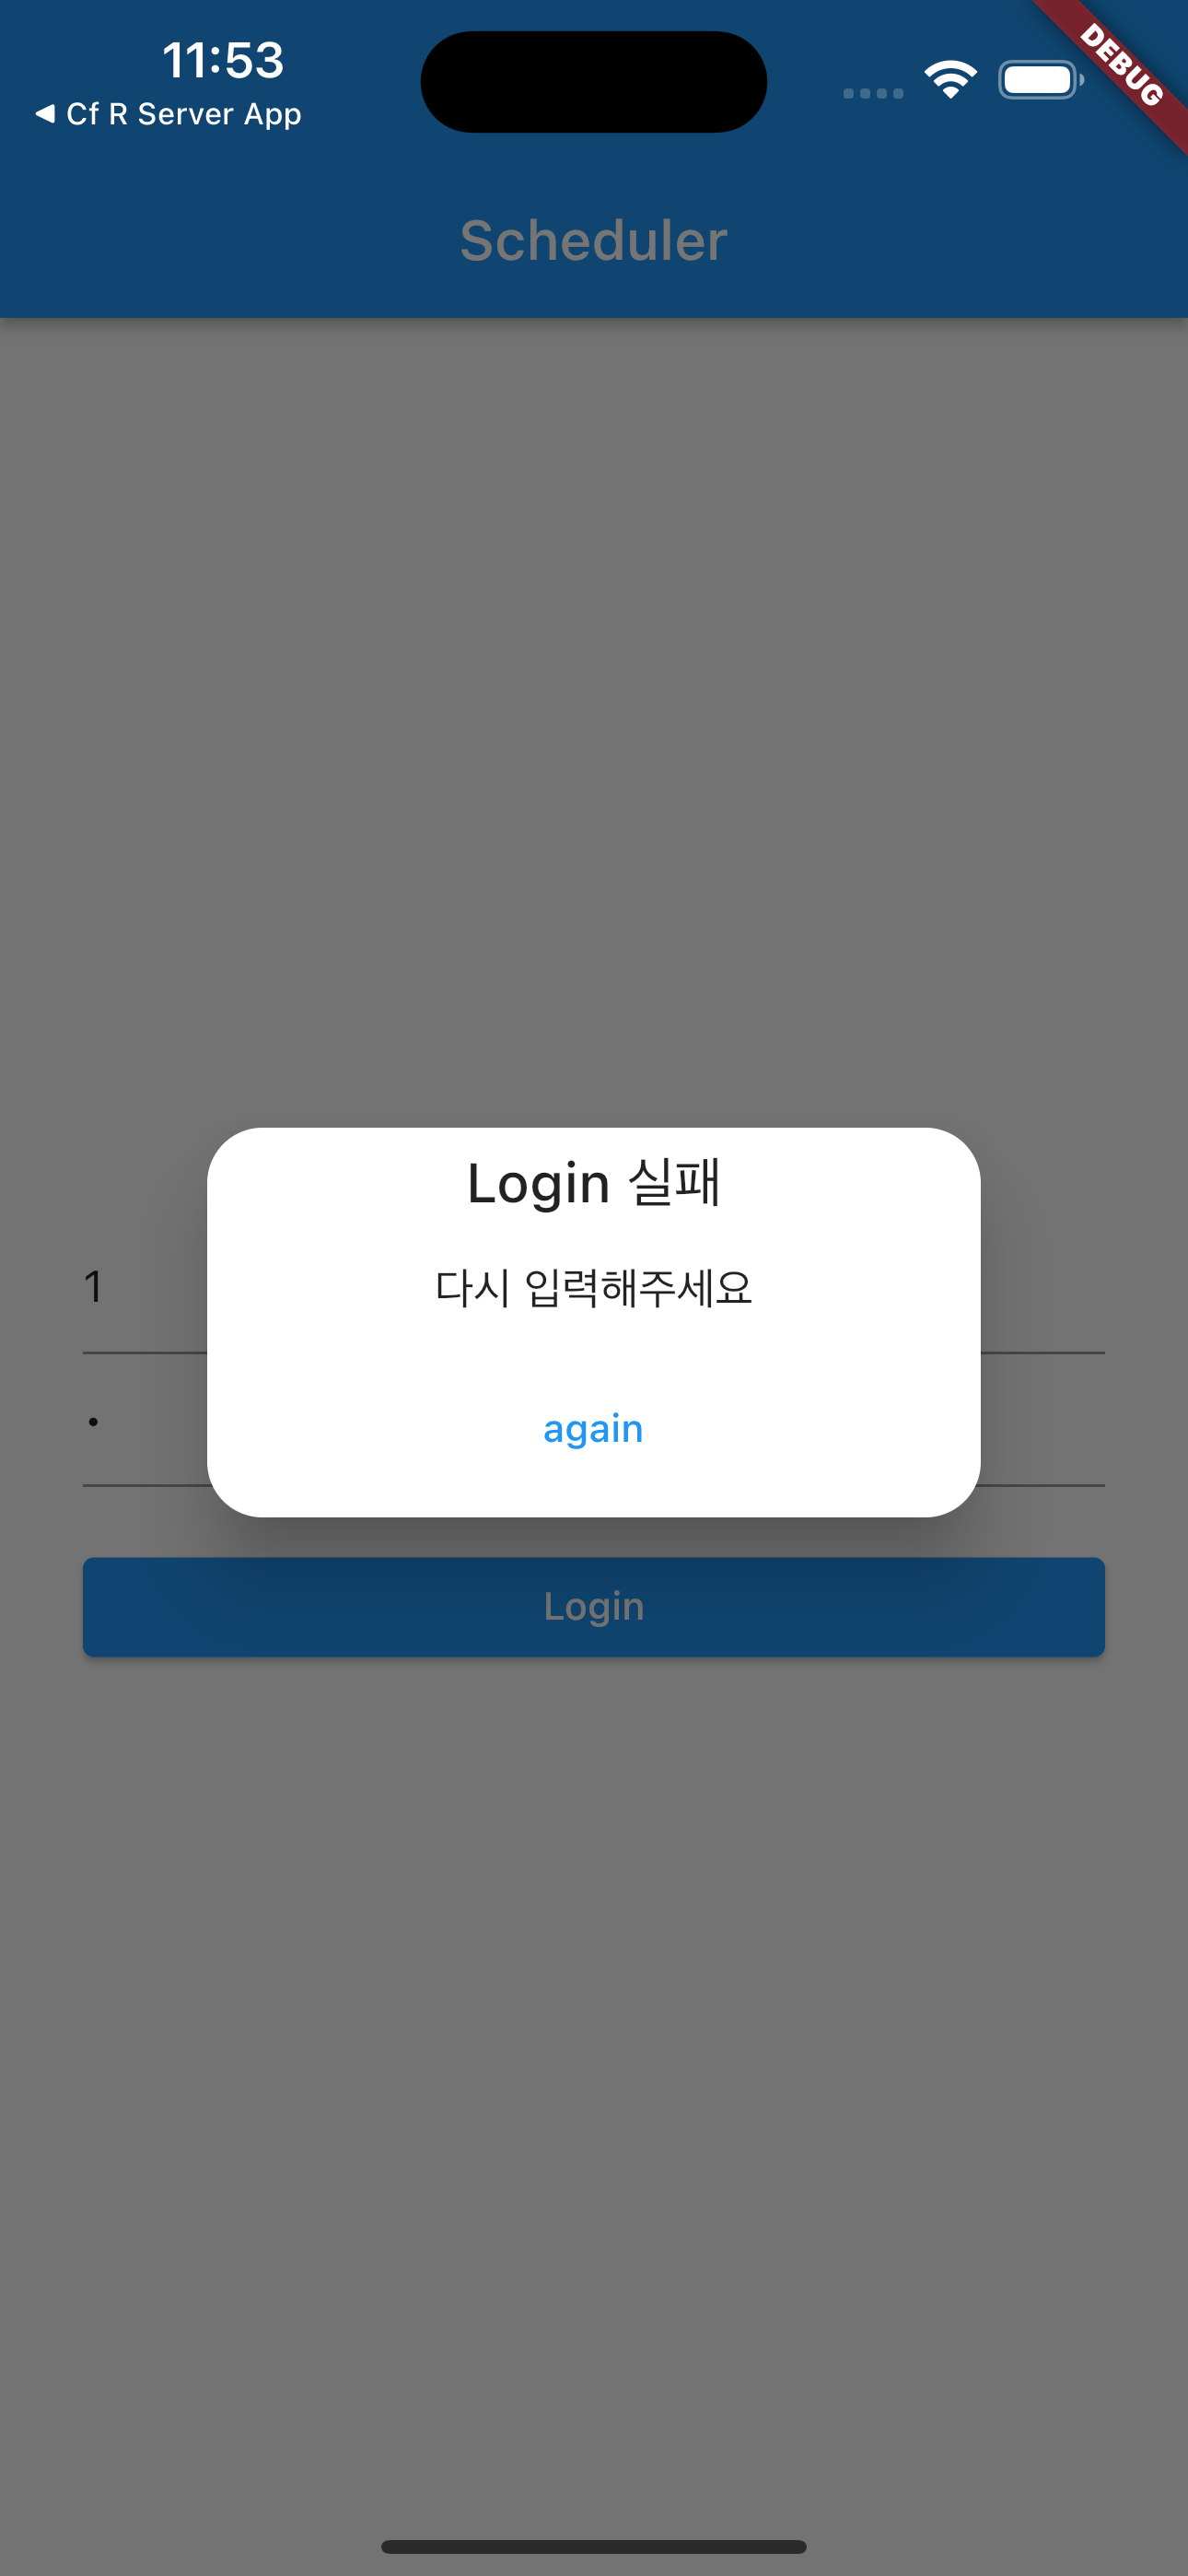 11:53
DEBUG
◀ Cf R Server App
Scheduler
Login 실패
1
다시 입력해주세요
•
again
Login